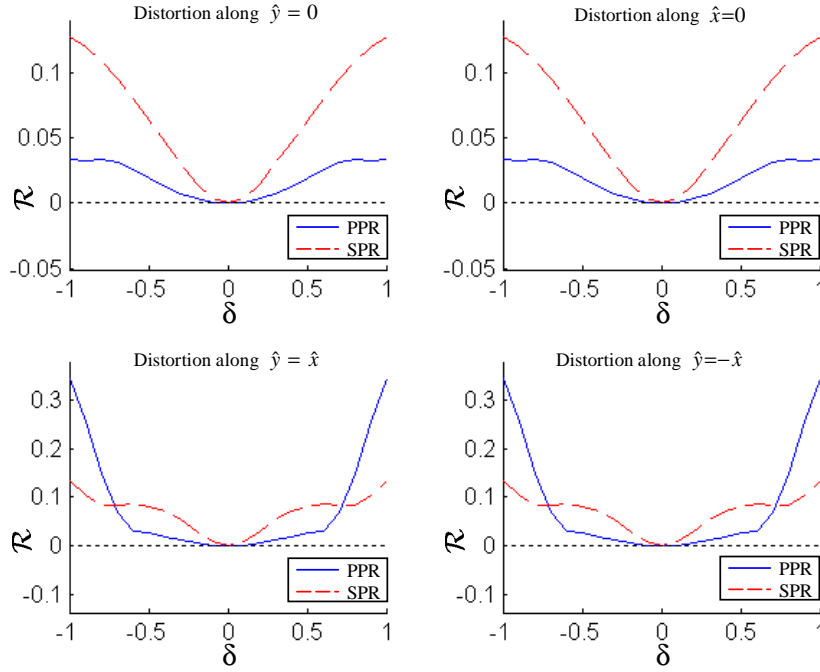 Distortion along ŷ = 0
0.1
0.05
0
-0.05
ℛ
PPR
SPR
-1 -0.5 0 0.5 1
δ
Distortion along x̂=0
0.1
0.05
0
-0.05
ℛ
PPR
SPR
-1 -0.5 0 0.5 1
δ
Distortion along ŷ = x̂
0.3
0.2
0.1
0
-0.1
ℛ
PPR
SPR
-1 -0.5 0 0.5 1
δ
Distortion along ŷ=−x̂
0.3
0.2
0.1
0
-0.1
ℛ
PPR
SPR
-1 -0.5 0 0.5 1
δ